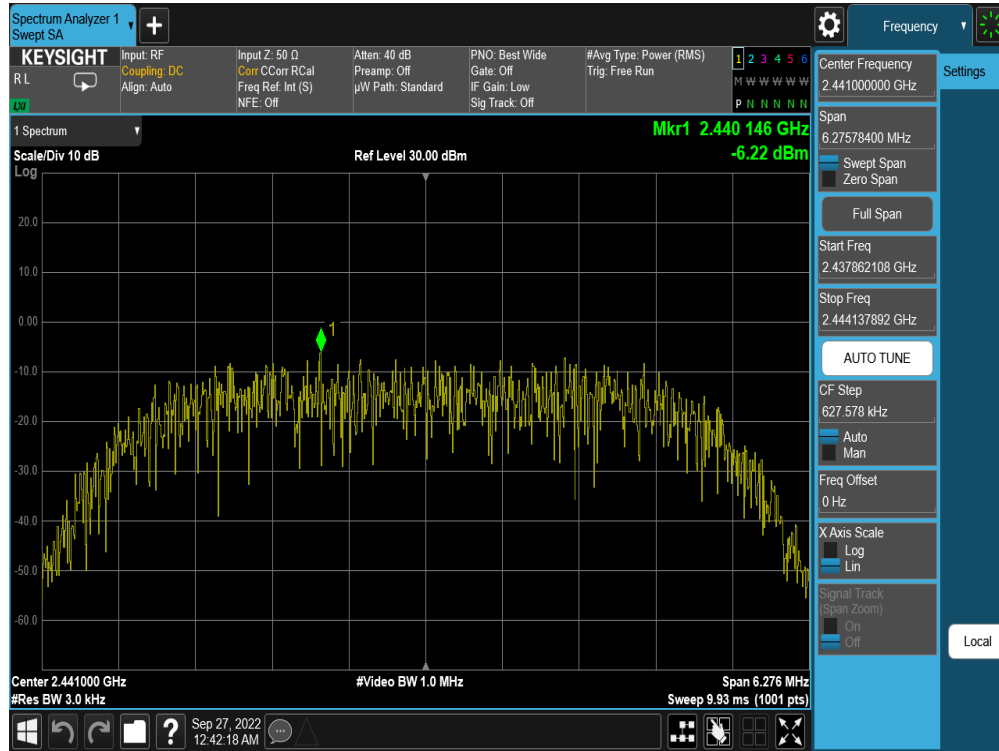 Spectrum Analyzer 1
Swept SA
+
Frequency
KEYSIGHT
R L
LXI
Input: RF
Coupling: DC
Align: Auto
Input Z: 50 Ω
Corr CCorr RCal
Freq Ref: Int (S)
NFE: Off
Atten: 40 dB
Preamp: Off
µW Path: Standard
PNO: Best Wide
Gate: Off
IF Gain: Low
Sig Track: Off
#Avg Type: Power (RMS)
Trig: Free Run
1 2 3 4 5 6
M W W W W W
P N N N N N
1 Spectrum
Scale/Div 10 dB
Log
Ref Level 30.00 dBm
Mkr1 2.440 146 GHz
-6.22 dBm
20.0
10.0
0.00
-10.0
-20.0
-30.0
-40.0
-50.0
-60.0
1
Center 2.441000 GHz
#Res BW 3.0 kHz
#Video BW 1.0 MHz
Span 6.276 MHz
Sweep 9.93 ms (1001 pts)
?
Sep 27, 2022
12:42:18 AM
Center Frequency
2.441000000 GHz
Span
6.27578400 MHz
Swept Span
Zero Span
Full Span
Start Freq
2.437862108 GHz
Stop Freq
2.444137892 GHz
AUTO TUNE
CF Step
627.578 kHz
Auto
Man
Freq Offset
0 Hz
X Axis Scale
Log
Lin
Signal Track
(Span Zoom)
On
Off
Settings
Local